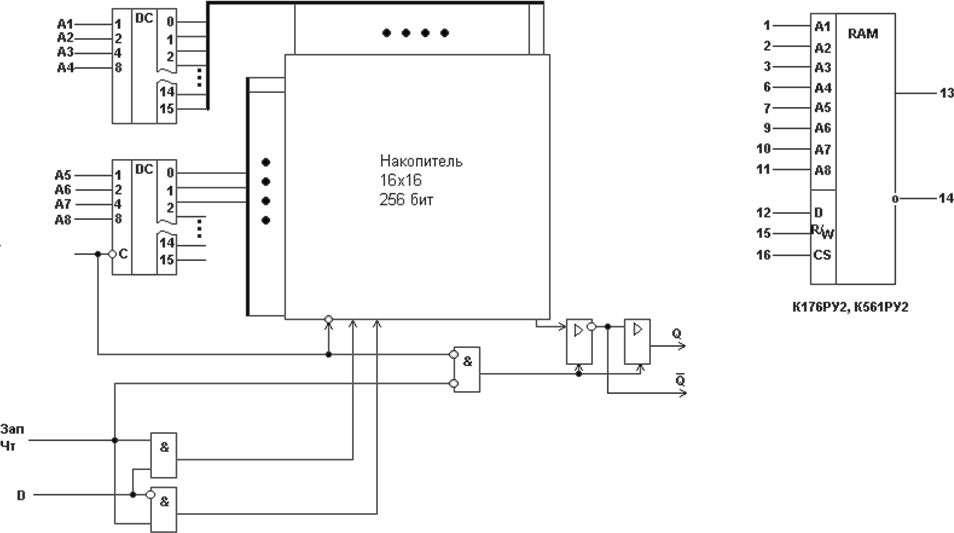 A1 1 DC 0
A2 2 1
A3 4 2
A4 8
14
15
A5 1 DC 0
A6 2 1
A7 4 2
A8 8
14
C 15
Накопитель
16x16
256 бит
&
Q
Q
Зап
Чт
&
D
&
1 A1 RAM
2 A2
3 A3
6 A4 13
7 A5
9 A6
10 A7
11 A8
14
12 D
15 R/W
16 CS
К176РУ2, К561РУ2